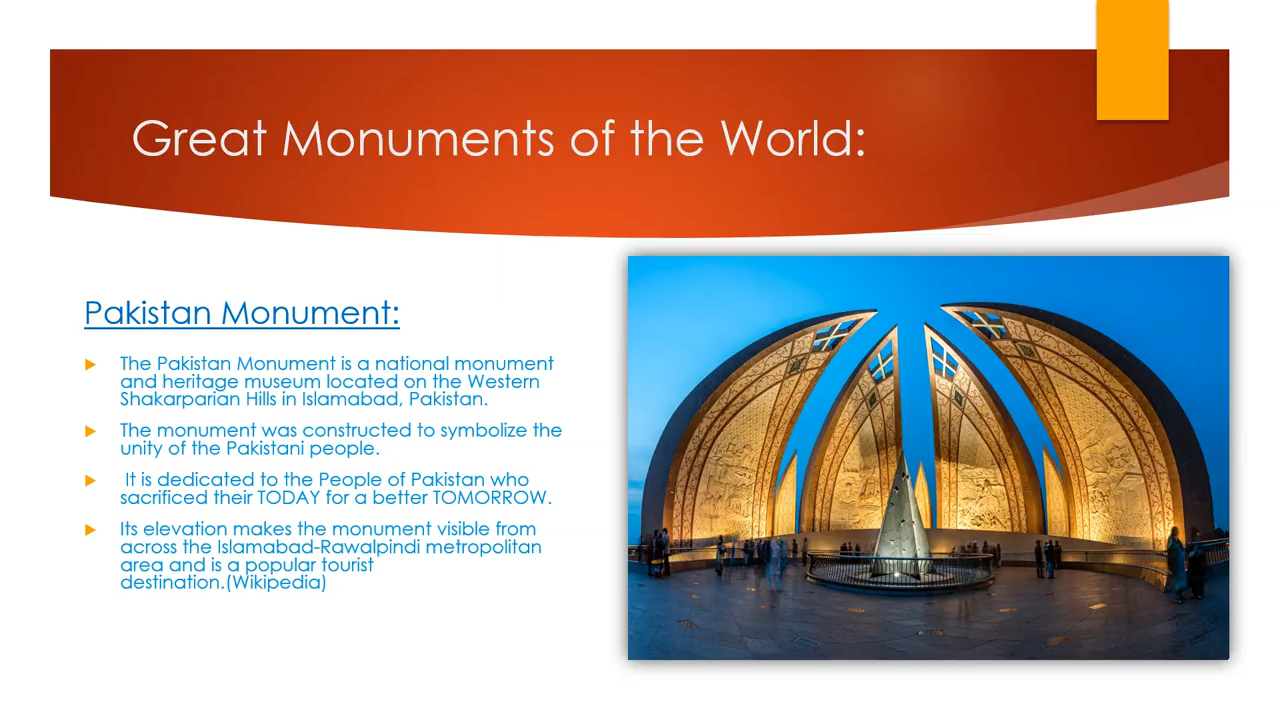 Great Monuments of the World:
Pakistan Monument:
The Pakistan Monument is a national monument
and heritage museum located on the Western
Shakarparian Hills in Islamabad, Pakistan.
The monument was constructed to symbolize the
unity of the Pakistani people.
It is dedicated to the People of Pakistan who
sacrificed their TODAY for a better TOMORROW.
Its elevation makes the monument visible from
across the Islamabad-Rawalpindi metropolitan
area and is a popular tourist
destination.(Wikipedia)